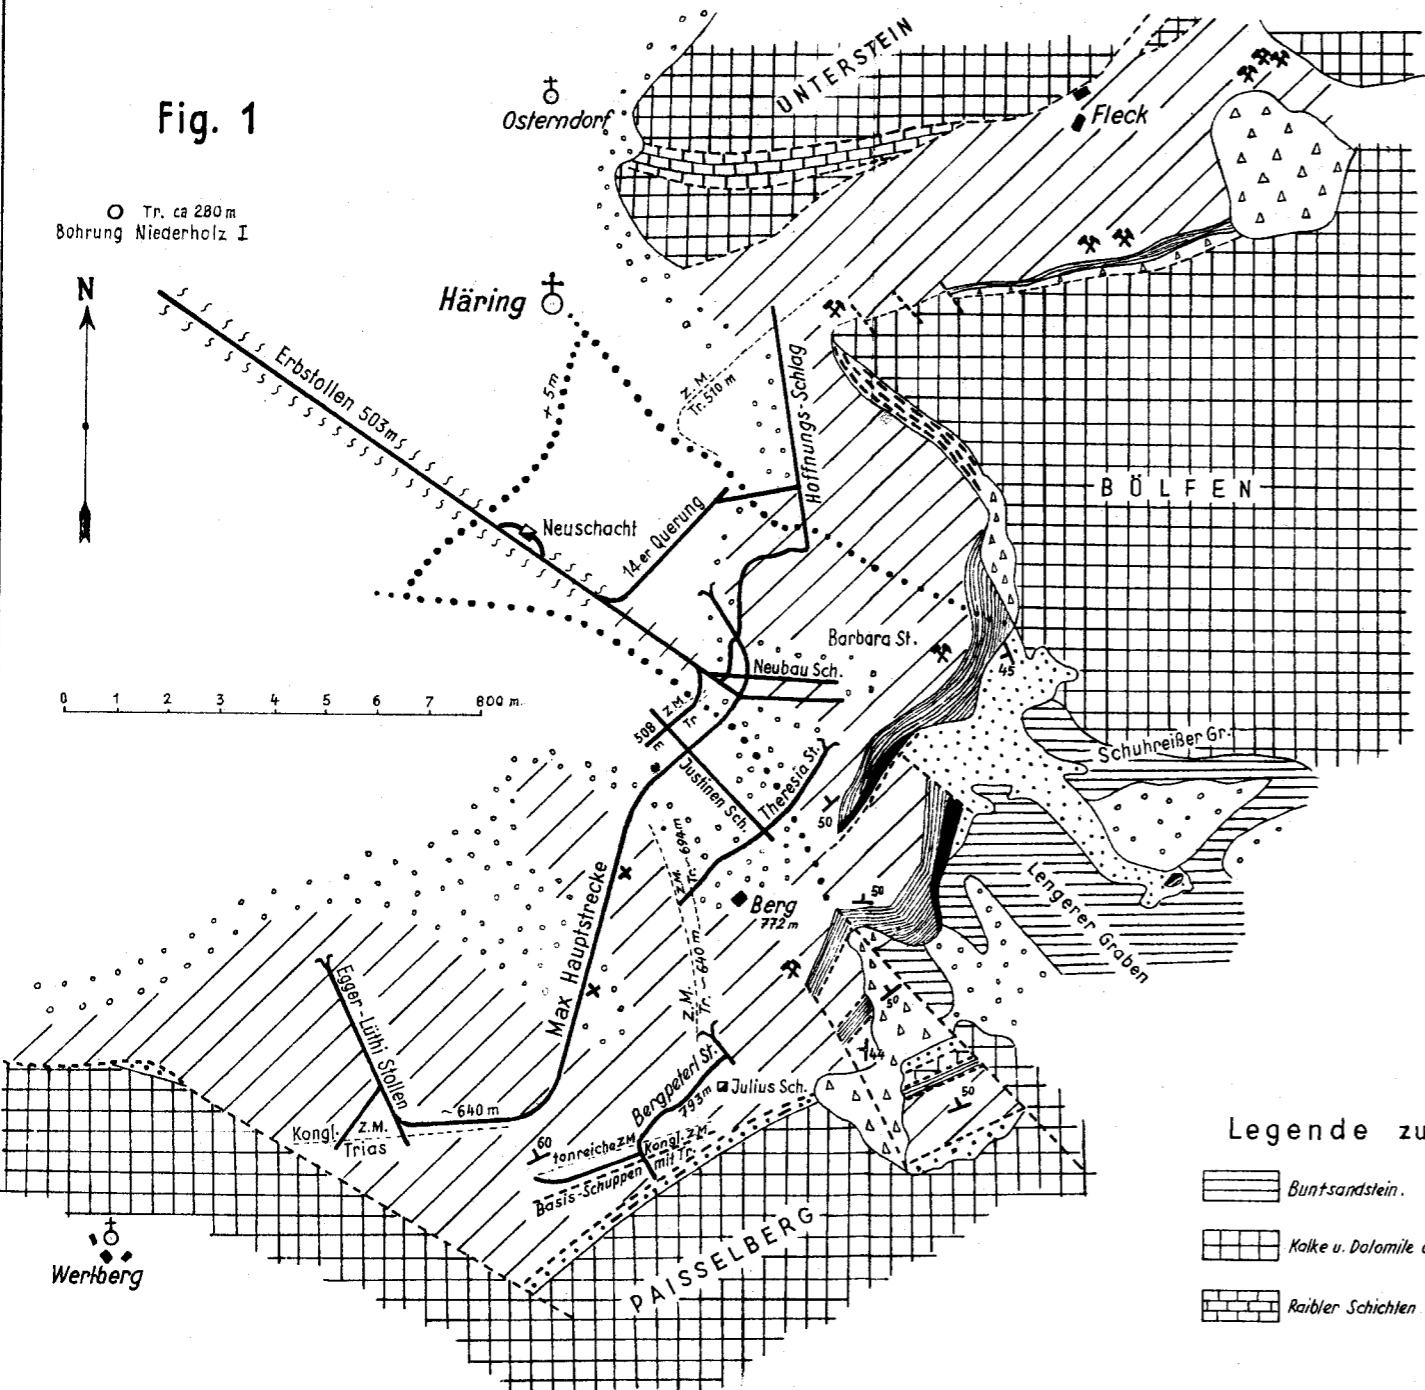 UNTERSTEIN
Fig. 1
Osterndorf
Fleck
Tr. ca 280 m
Bohrung Niederholz I
N
Häring
Erbstollen 503 m
x 5m
Z. M.
Tr. 510 m
Hoffnungs-Schlag
BÖLFEN
Neuschacht
14-er Querung
Barbara St.
Neubau Sch.
45
0 1 2 3 4 5 6 7 800 m.
508 m
Z.M.
Tr
Schuhreißer Gr.
Justinen Sch.
Theresia St.
50
Z.M.
Tr. ~ 694 m
Max Hauptstrecke
Berg
772 m
50
Lengerer Graben
Z.M.
Tr. ~ 640 m
50
Egger-Lüthi Stollen
44
Bergpeterl St.
793 m
Julius Sch.
50
~ 640 m
Kongl. Z.M.
Trias
60
tonreiche Z.M.
Kongl. Z.M.
mit Tr.
Basis-Schuppen
PAISSELBERG
Werlberg
Legende zu
Buntsandstein.
Kalke u. Dolomite
Raibler Schichten